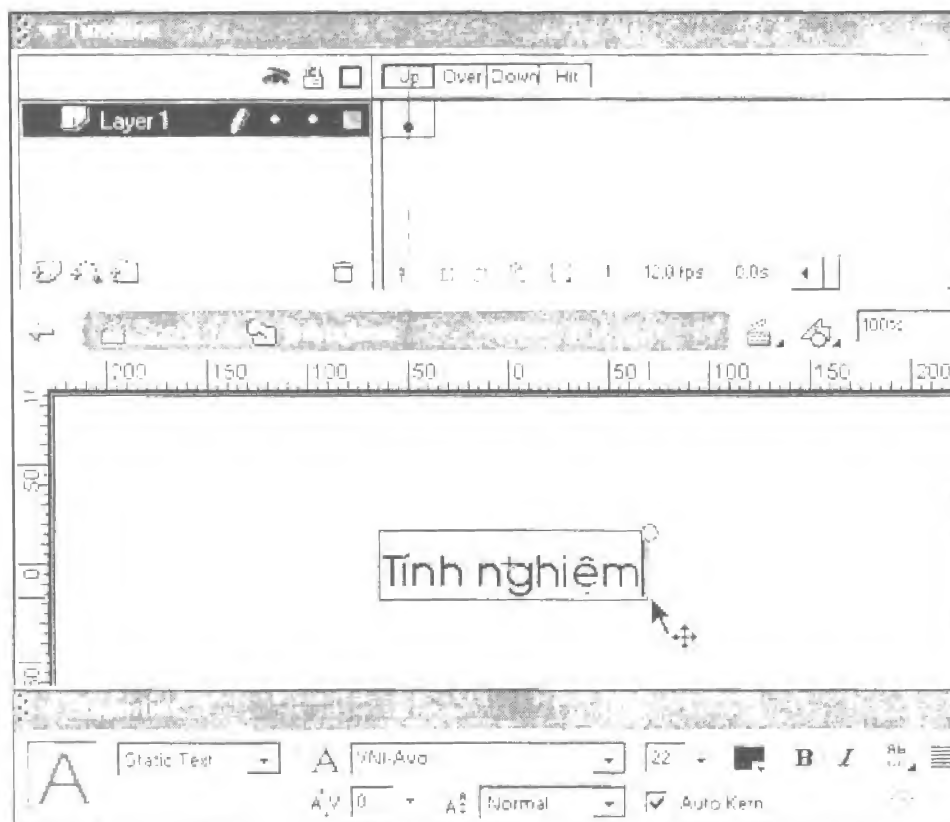 Timeline
Up Over Down Hit
Layer 1
1 12.0 fps 0.0s
100%
200 150 100 50 0 50 100 150 200
50
0
50
Tính nghiệm
A Static Text A VNI-Avo 22 B I
A V 0 Normal Auto Kern